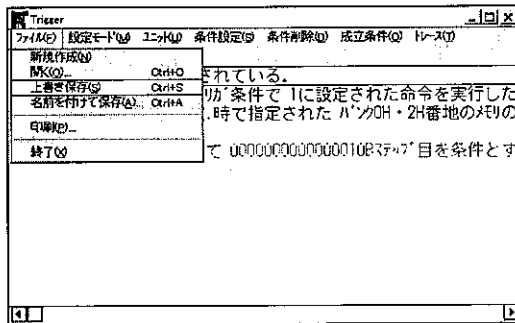 Trigger
ファイル(F) 設定モード(M) ユニット(U) 条件設定(S) 条件削除(D) 成立条件(Q) トレース(T)
新規作成(N)
開く(O)... Ctrl+O
されている.
上書き保存(S) Ctrl+S
リガ条件で 1に設定された命令を実行した
名前を付けて保存(A).. Ctrl+A
時で指定された バンク0H・2H番地のメモリの
印刷(P)...
終了(X)
て 000000000000010Bステップ目を条件とす